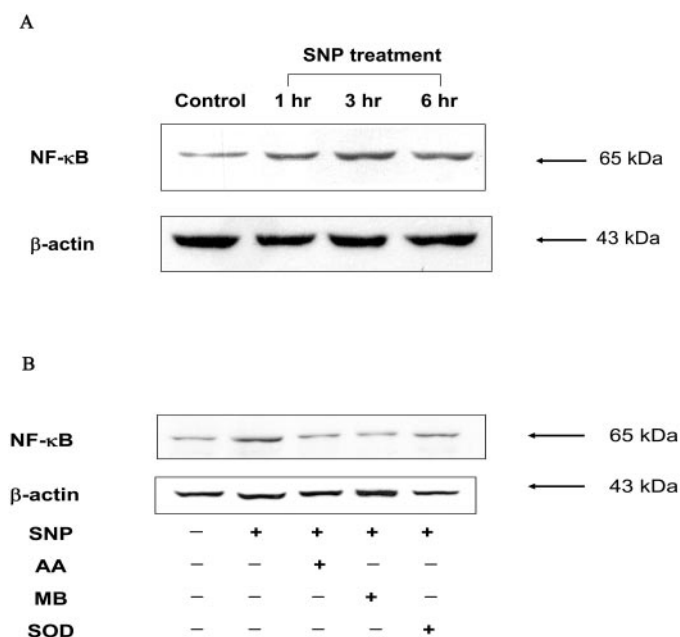 A
SNP treatment
Control 1 hr 3 hr 6 hr
NF-κB 65 kDa
β-actin 43 kDa
B
NF-κB 65 kDa
β-actin 43 kDa
SNP – + + + +
AA – – + – –
MB – – – + –
SOD – – – – +